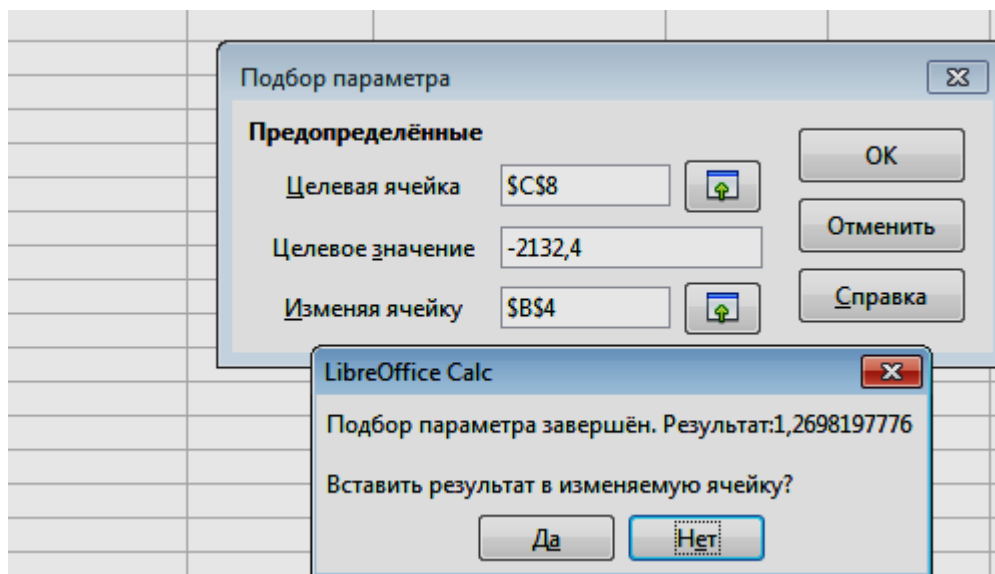 Подбор параметра
Предопределённые
Целевая ячейка
$C$8
Целевое значение
-2132,4
Изменяя ячейку
$B$4
OK
Отменить
Справка
LibreOffice Calc
Подбор параметра завершён. Результат:1,2698197776
Вставить результат в изменяемую ячейку?
Да
Нет